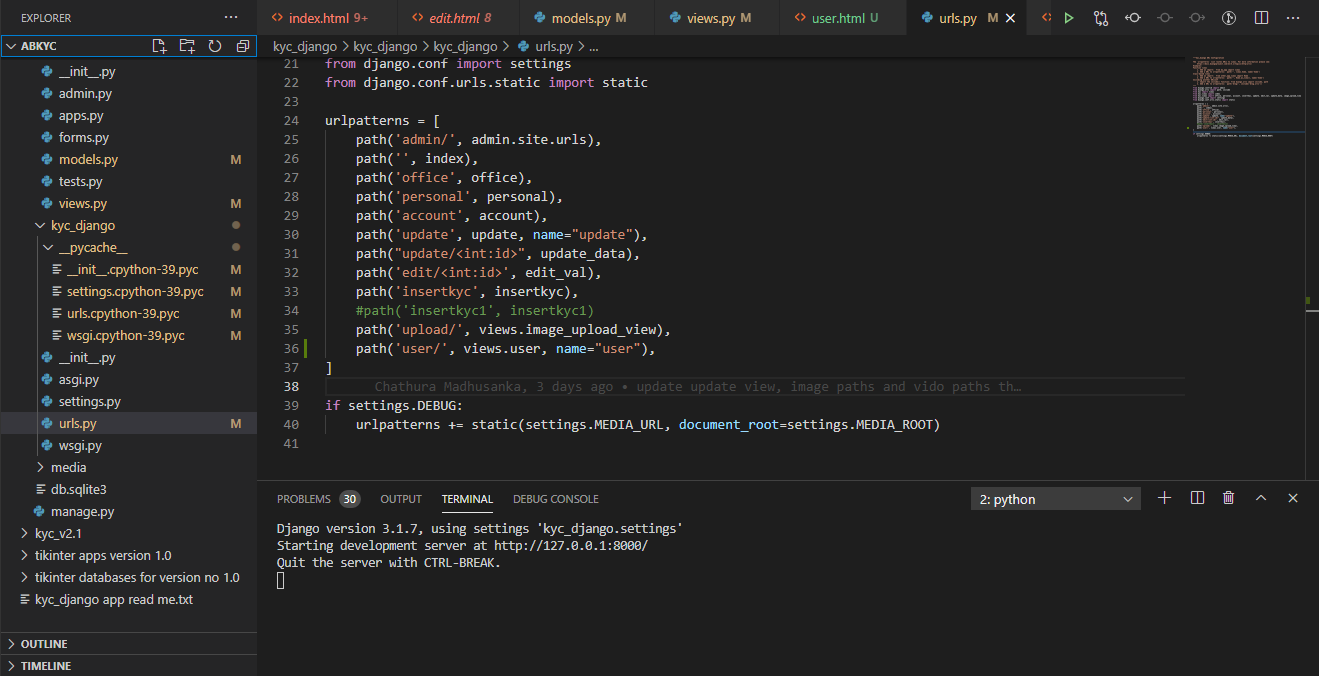 EXPLORER
index.html 9+
edit.html 8
models.py M
views.py M
user.html U
urls.py M
ABKYC
kyc_django > kyc_django > kyc_django > urls.py > ...
__init__.py
admin.py
apps.py
forms.py
models.py M
tests.py
views.py M
kyc_django
__pycache__
__init__.cpython-39.pyc M
settings.cpython-39.pyc M
urls.cpython-39.pyc M
wsgi.cpython-39.pyc M
__init__.py
asgi.py
settings.py
urls.py M
wsgi.py
media
db.sqlite3
manage.py
kyc_v2.1
tikinter apps version 1.0
tikinter databases for version no 1.0
kyc_django app read me.txt
OUTLINE
TIMELINE
21 from django.conf import settings
22 from django.conf.urls.static import static
23
24 urlpatterns = [
25 path('admin/', admin.site.urls),
26 path('', index),
27 path('office', office),
28 path('personal', personal),
29 path('account', account),
30 path('update', update, name="update"),
31 path("update/<int:id>", update_data),
32 path('edit/<int:id>', edit_val),
33 path('insertkyc', insertkyc),
34 #path('insertkyc1', insertkyc1)
35 path('upload/', views.image_upload_view),
36 path('user/', views.user, name="user"),
37 ]
38 Chathura Madhusanka, 3 days ago • update update view, image paths and vido paths th…
39 if settings.DEBUG:
40 urlpatterns += static(settings.MEDIA_URL, document_root=settings.MEDIA_ROOT)
41
PROBLEMS 30 OUTPUT TERMINAL DEBUG CONSOLE 2: python
Django version 3.1.7, using settings 'kyc_django.settings'
Starting development server at http://127.0.0.1:8000/
Quit the server with CTRL-BREAK.